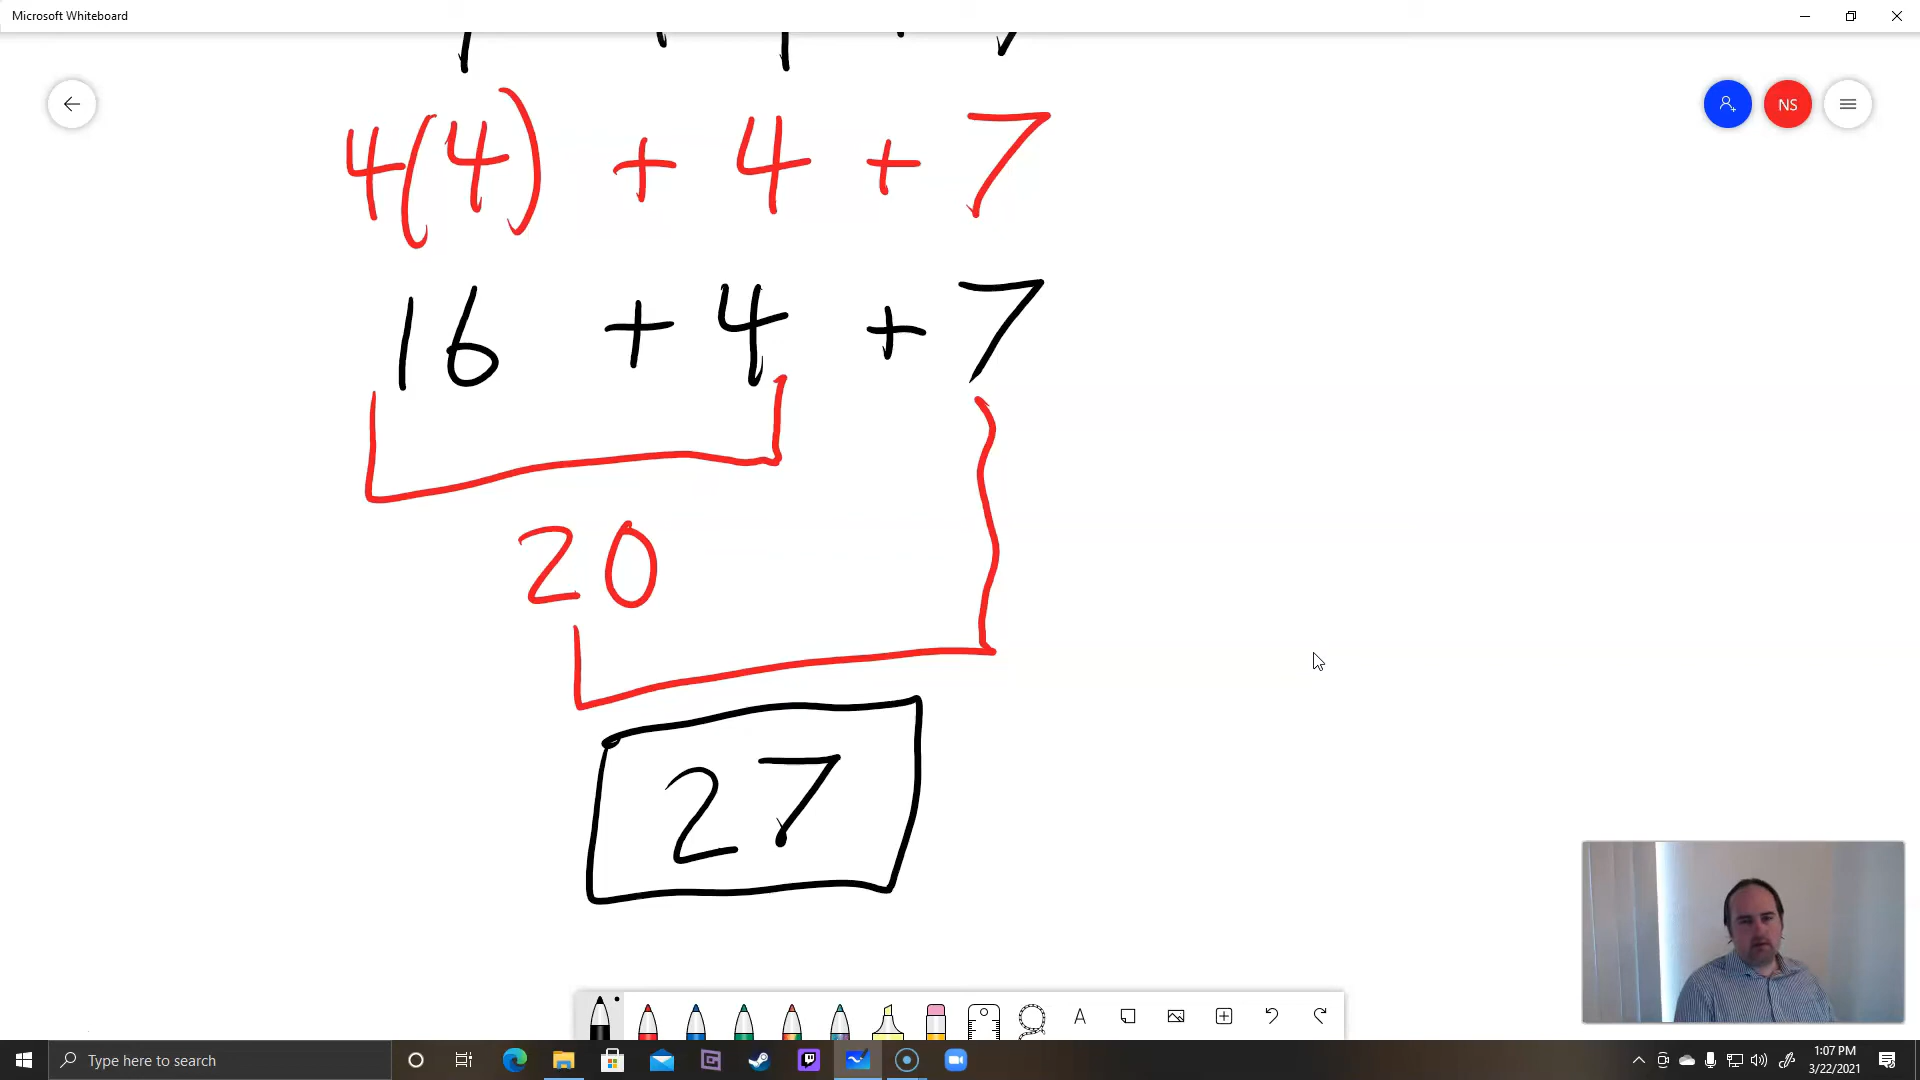 Microsoft Whiteboard
NS
4(4) + 4 + 7
16 + 4 + 7
20
27
A
Type here to search
1:07 PM
3/22/2021